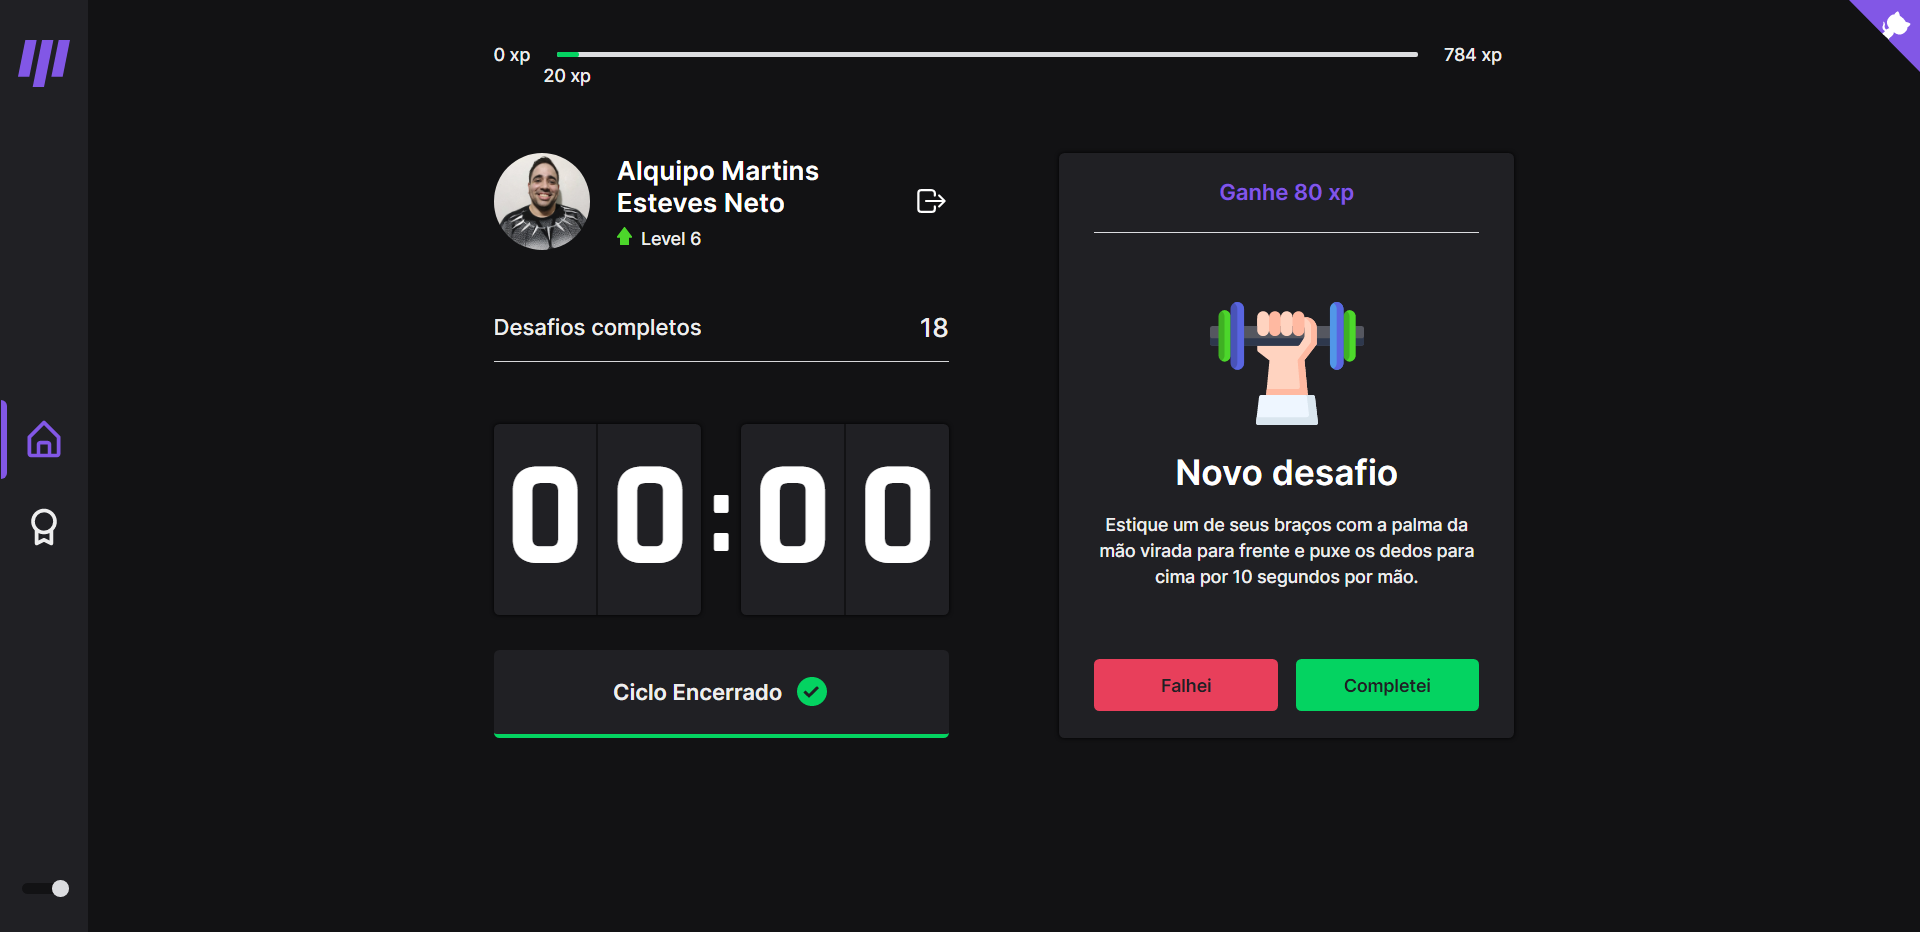 0 xp
784 xp
20 xp
Alquipo Martins
Esteves Neto
Level 6
Desafios completos
18
00:00
Ciclo Encerrado
Ganhe 80 xp
Novo desafio
Estique um de seus braços com a palma da
mão virada para frente e puxe os dedos para
cima por 10 segundos por mão.
Falhei
Completei